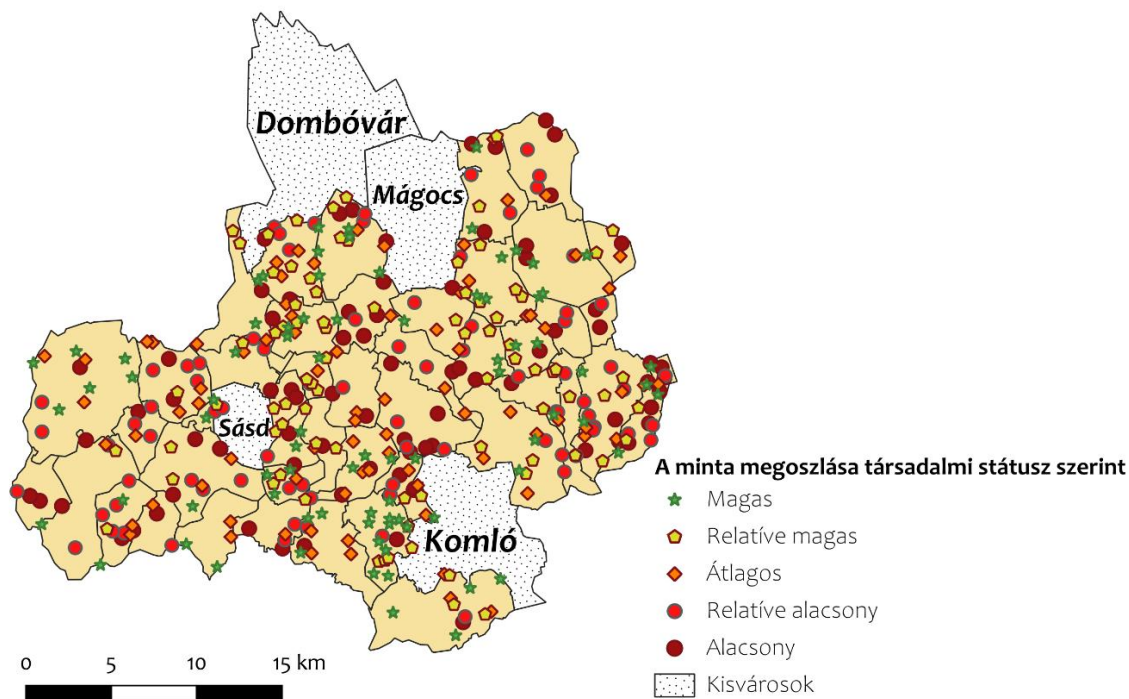 Dombóvár
Mágocs
Sásd
Komló
A minta megoszlása társadalmi státusz szerint
Magas
Relatíve magas
Átlagos
Relatíve alacsony
Alacsony
Kisvárosok
0 5 10 15 km